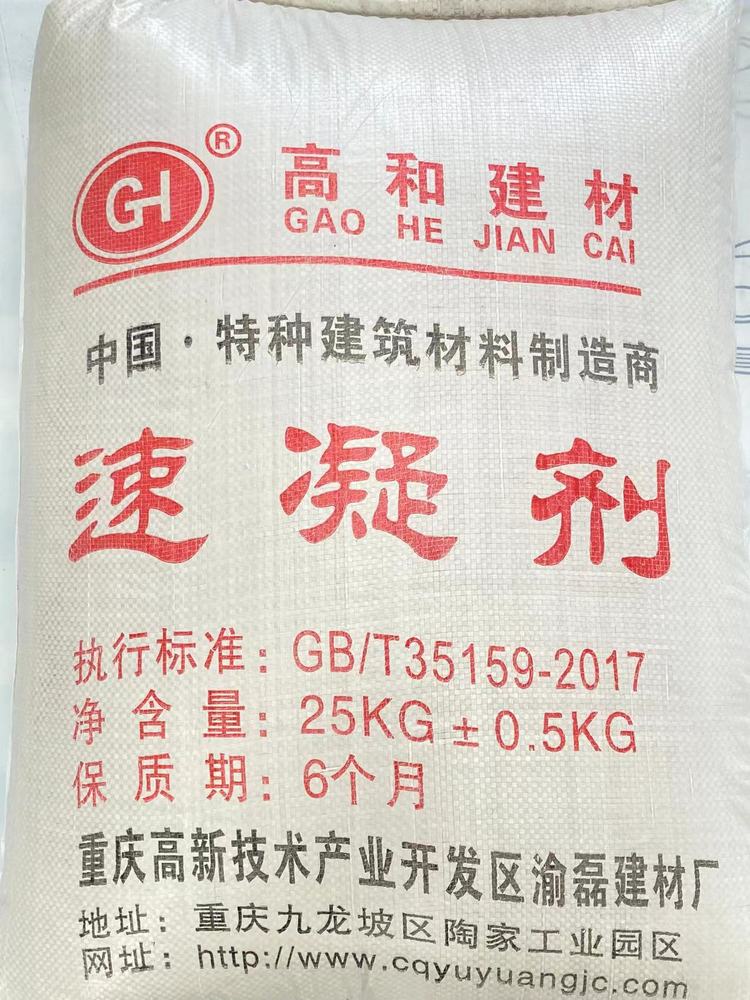 GH ®
高和建材
GAO HE JIAN CAI
中国·特种建筑材料制造商
速凝剂
执行标准：GB/T35159-2017
净含量：25KG±0.5KG
保质期：6个月
重庆高新技术产业开发区渝磊建材厂
地址：重庆九龙坡区陶家工业园区
网址：http://www.cqyuyuangjc.com